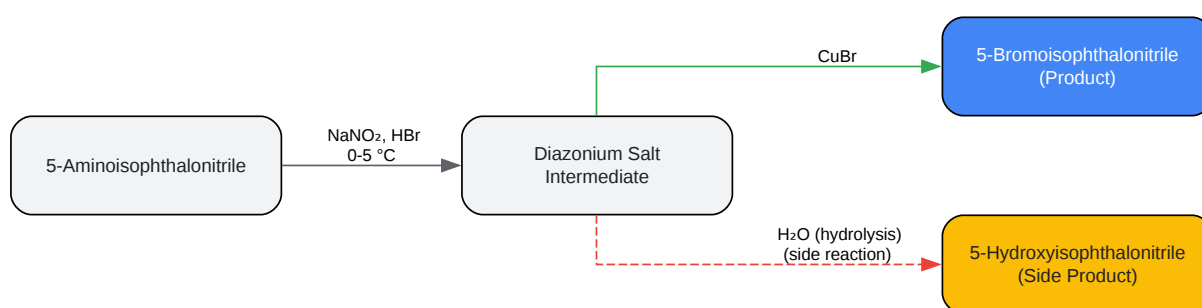 5-Aminoisophthalonitrile
NaNO₂, HBr
0-5 °C
Diazonium Salt
Intermediate
CuBr
5-Bromoisophthalonitrile
(Product)
H₂O (hydrolysis)
(side reaction)
5-Hydroxyisophthalonitrile
(Side Product)